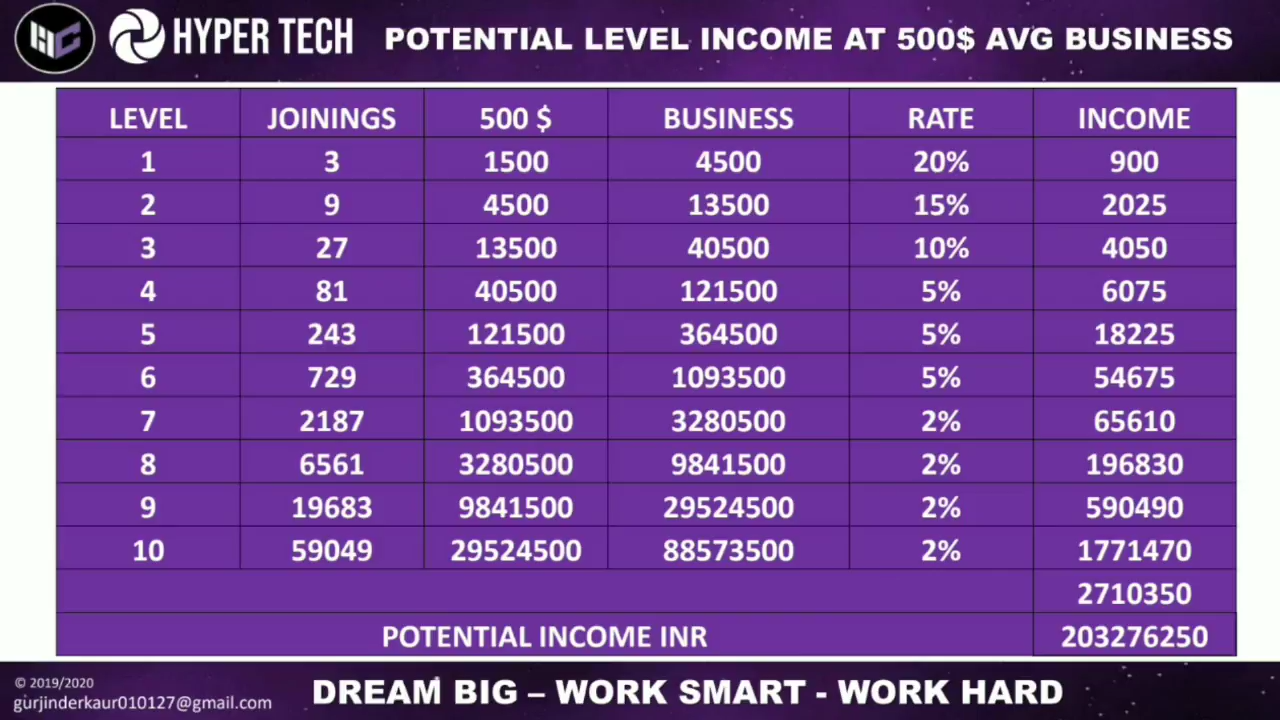 HC HYPER TECH POTENTIAL LEVEL INCOME AT 500$ AVG BUSINESS
LEVEL JOININGS 500 $ BUSINESS RATE INCOME
1 3 1500 4500 20% 900
2 9 4500 13500 15% 2025
3 27 13500 40500 10% 4050
4 81 40500 121500 5% 6075
5 243 121500 364500 5% 18225
6 729 364500 1093500 5% 54675
7 2187 1093500 3280500 2% 65610
8 6561 3280500 9841500 2% 196830
9 19683 9841500 29524500 2% 590490
10 59049 29524500 88573500 2% 1771470
2710350
POTENTIAL INCOME INR 203276250
© 2019/2020
gurjinderkaur010127@gmail.com
DREAM BIG – WORK SMART - WORK HARD